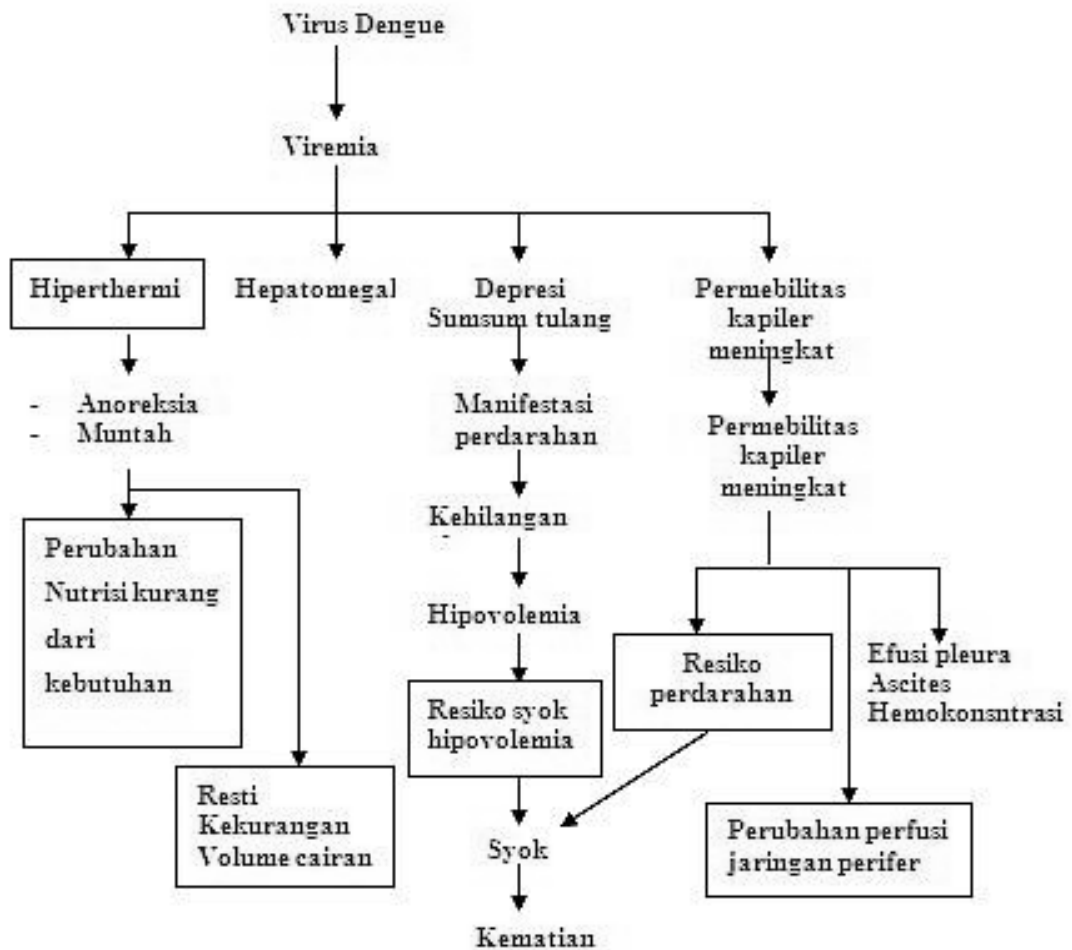 Virus Dengue
Viremia
Hiperthermi
Hepatomegal
Depresi
Sumsum tulang
Permebilitas
kapiler
meningkat
- Anoreksia
- Muntah
Manifestasi
perdarahan
Permebilitas
kapiler
meningkat
Kehilangan
Perubahan
Nutrisi kurang
dari
kebutuhan
Hipovolemia
Resiko
perdarahan
Efusi pleura
Ascites
Hemokonsntrasi
Resiko syok
hipovolemia
Resti
Kekurangan
Volume cairan
Syok
Perubahan perfusi
jaringan perifer
Kematian